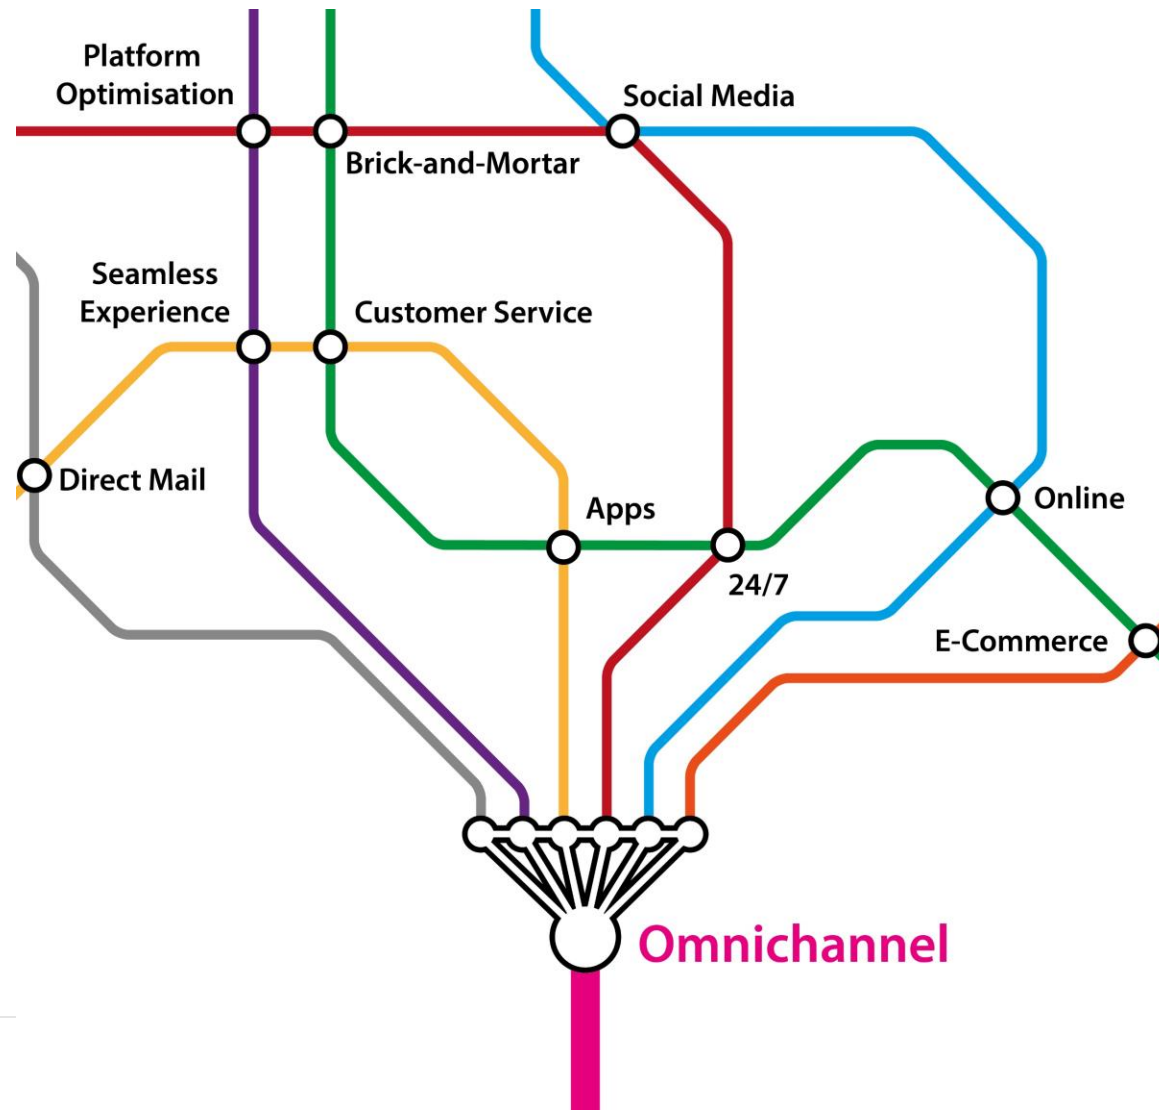 Platform
Optimisation
Social Media
Brick-and-Mortar
Seamless
Experience
Customer Service
Direct Mail
Apps
Online
24/7
E-Commerce
Omnichannel